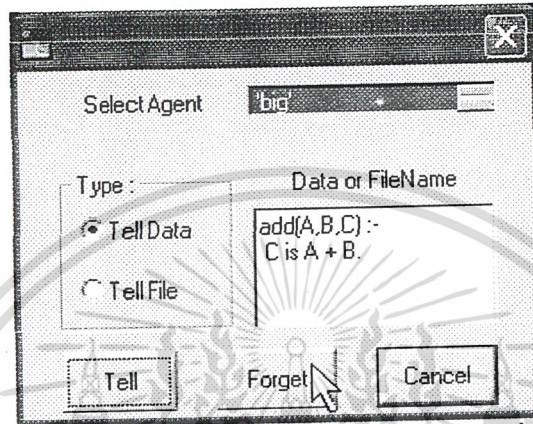 Select Agent
'big'
Type :
Data or FileName
Tell Data
Tell File
add(A,B,C) :-
C is A + B.
Tell
Forget
Cancel